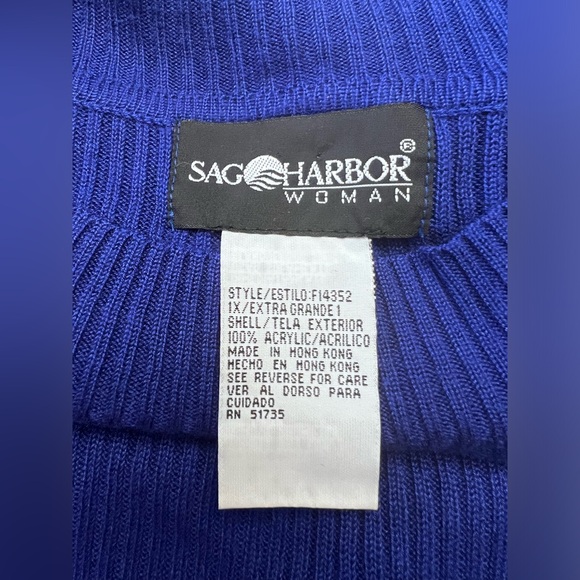 SAG HARBOR®
WOMAN
STYLE/ESTILO:F14352
1X/EXTRA GRANDE 1
SHELL/TELA EXTERIOR
100% ACRYLIC/ACRILICO
MADE IN HONG KONG
HECHO EN HONG KONG
SEE REVERSE FOR CARE
VER AL DORSO PARA
CUIDADO
RN 51735